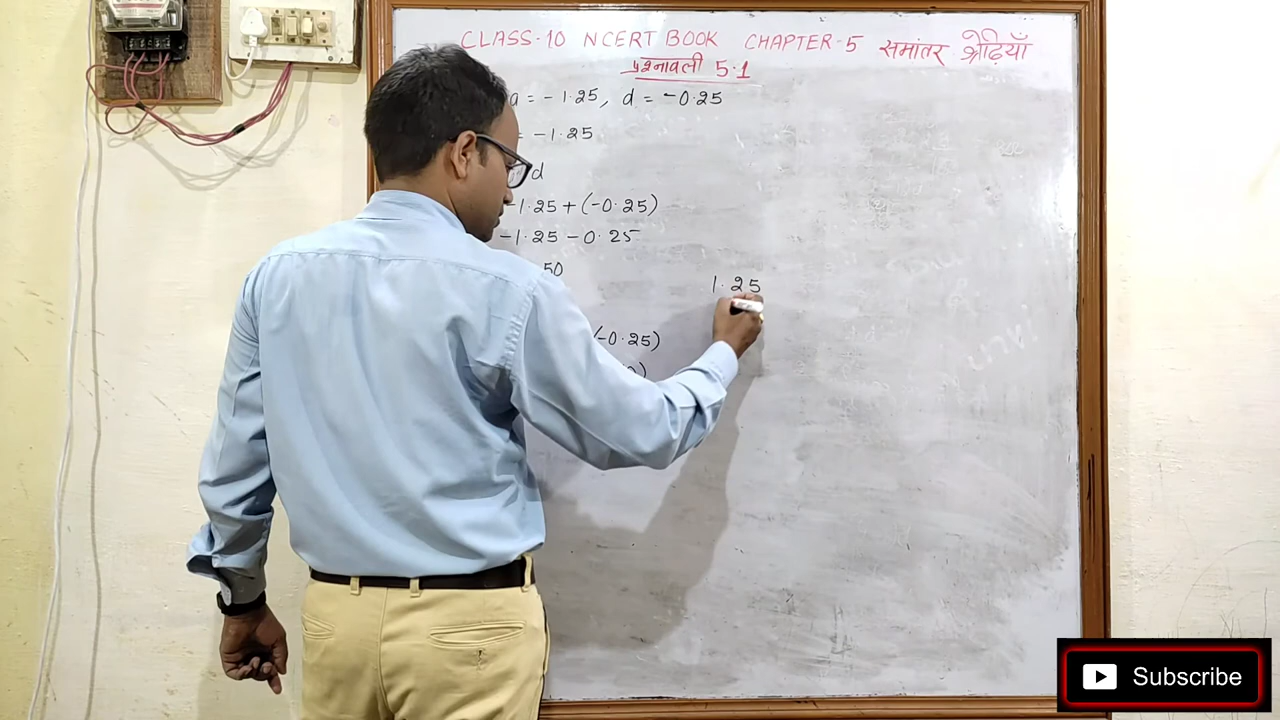 CLASS-10 NCERT BOOK CHAPTER 5 समांतर श्रेढ़ियाँ
प्रश्नावली 5.1
a = -1.25, d = -0.25
= -1.25
d
-1.25 + (-0.25)
-1.25 - 0.25
50
1.25
(-0.25)
Subscribe